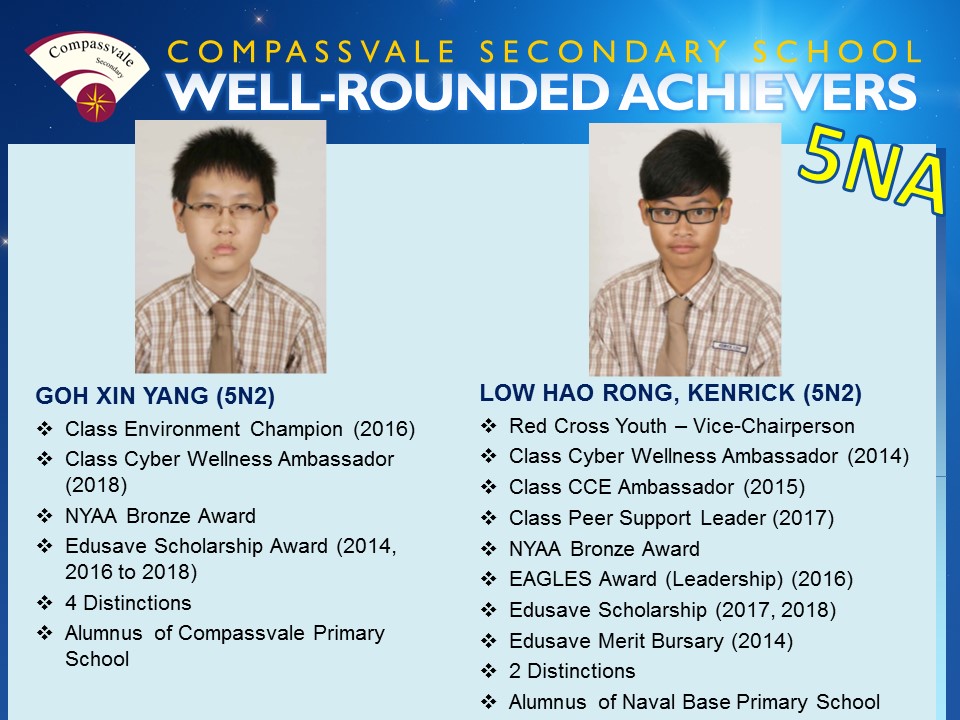 Compassvale
Secondary
COMPASSVALE SECONDARY SCHOOL
WELL-ROUNDED ACHIEVERS
5NA
GOH XIN YANG (5N2)
❖ Class Environment Champion (2016)
❖ Class Cyber Wellness Ambassador
(2018)
❖ NYAA Bronze Award
❖ Edusave Scholarship Award (2014,
2016 to 2018)
❖ 4 Distinctions
❖ Alumnus of Compassvale Primary
School
LOW HAO RONG, KENRICK (5N2)
❖ Red Cross Youth – Vice-Chairperson
❖ Class Cyber Wellness Ambassador (2014)
❖ Class CCE Ambassador (2015)
❖ Class Peer Support Leader (2017)
❖ NYAA Bronze Award
❖ EAGLES Award (Leadership) (2016)
❖ Edusave Scholarship (2017, 2018)
❖ Edusave Merit Bursary (2014)
❖ 2 Distinctions
❖ Alumnus of Naval Base Primary School